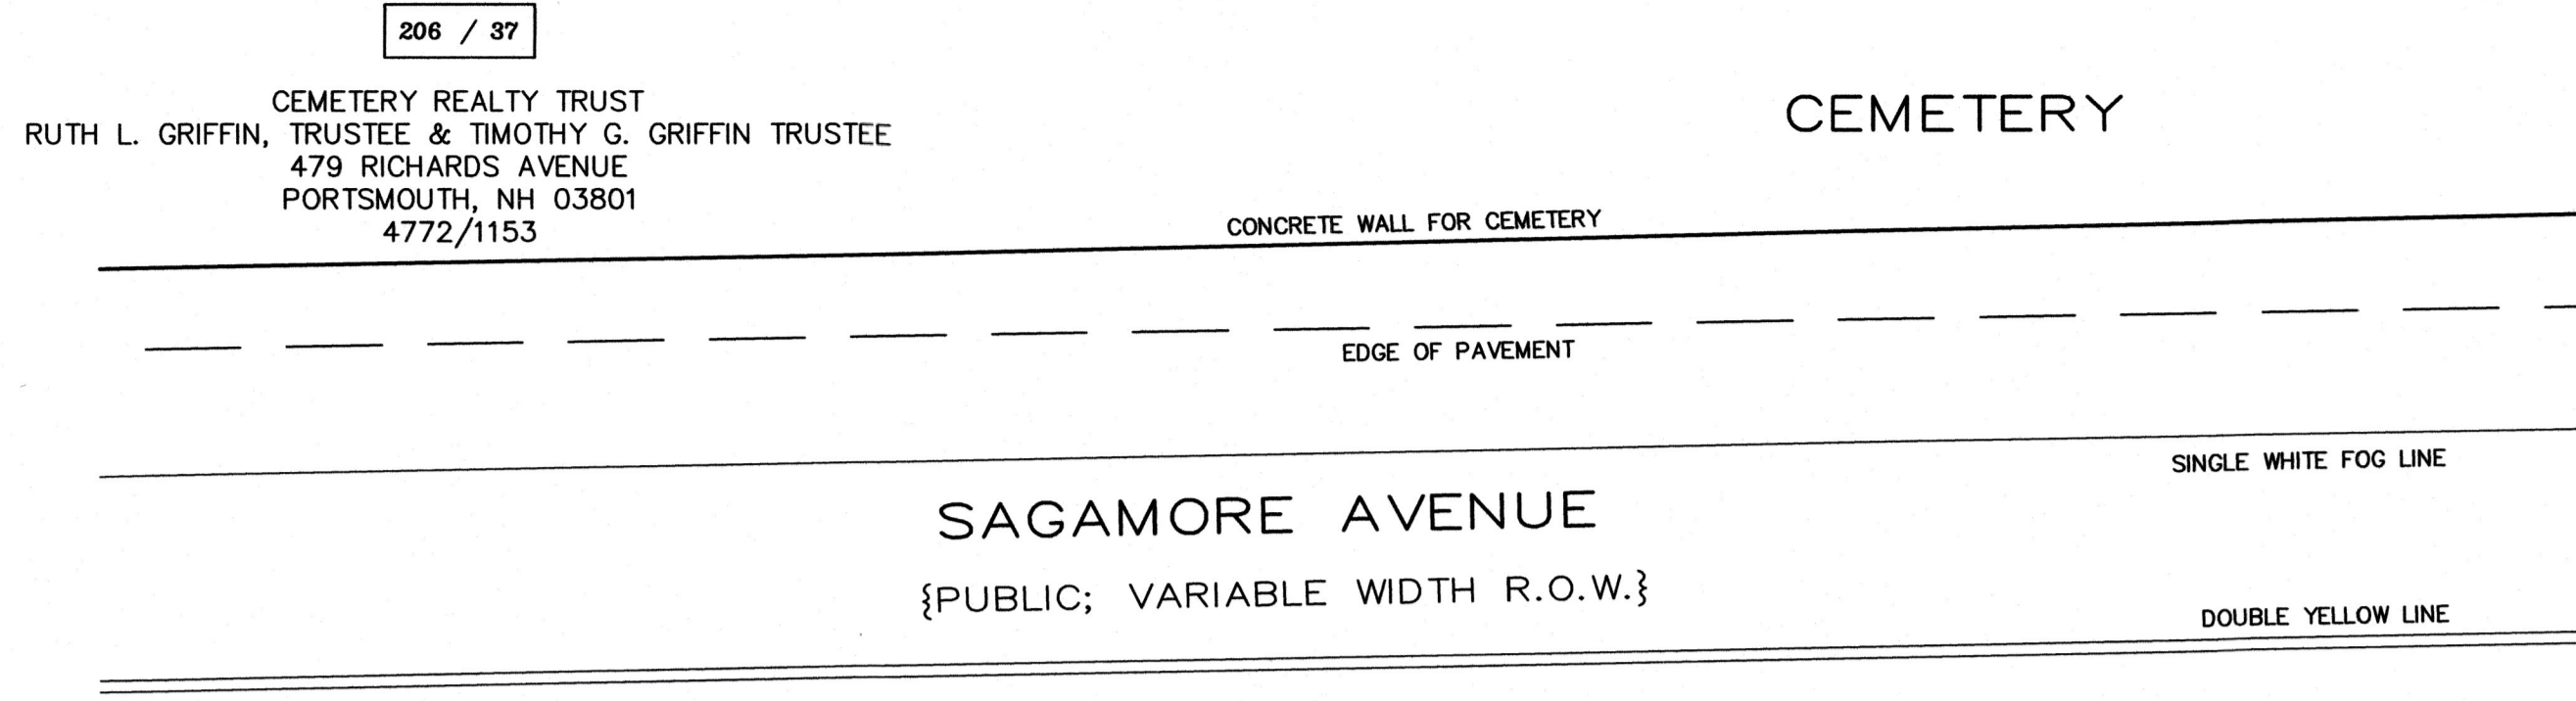 206 / 37
CEMETERY REALTY TRUST
RUTH L. GRIFFIN, TRUSTEE & TIMOTHY G. GRIFFIN TRUSTEE
479 RICHARDS AVENUE
PORTSMOUTH, NH 03801
4772/1153
CEMETERY
CONCRETE WALL FOR CEMETERY
EDGE OF PAVEMENT
SINGLE WHITE FOG LINE
SAGAMORE AVENUE
{PUBLIC; VARIABLE WIDTH R.O.W.}
DOUBLE YELLOW LINE